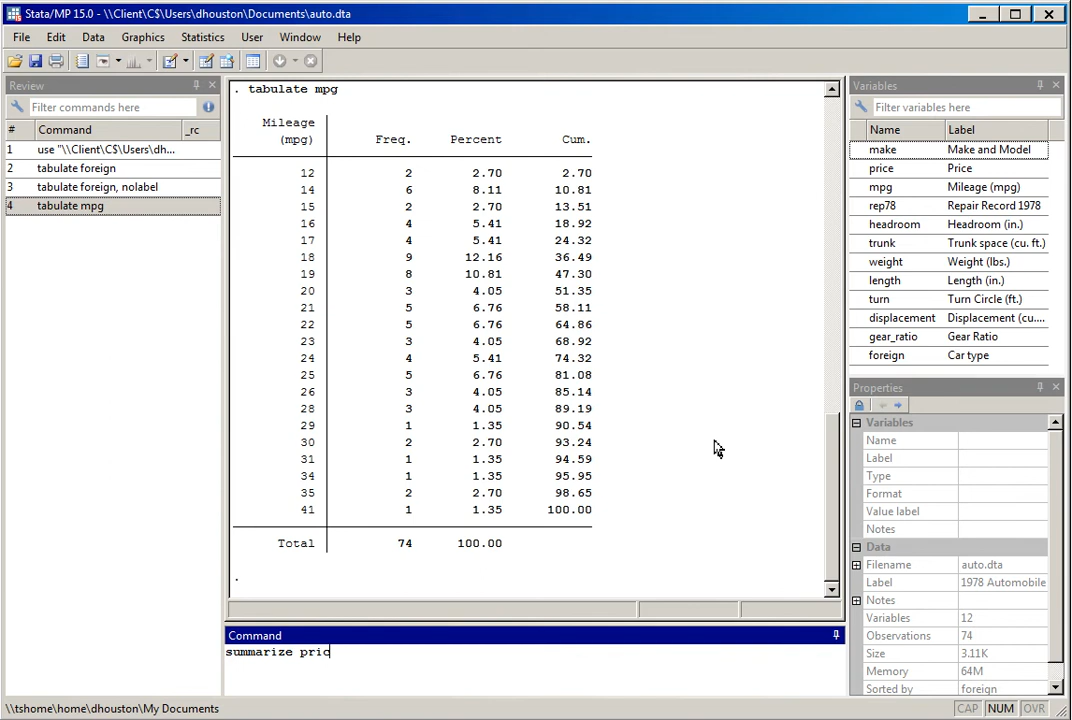 Stata/MP 15.0 - \\Client\C$\Users\dhouston\Documents\auto.dta
File Edit Data Graphics Statistics User Window Help
Review
Filter commands here
# Command _rc
1 use "\\Client\C$\Users\dh...
2 tabulate foreign
3 tabulate foreign, nolabel
4 tabulate mpg
. tabulate mpg
Mileage
(mpg) Freq. Percent Cum.
12 2 2.70 2.70
14 6 8.11 10.81
15 2 2.70 13.51
16 4 5.41 18.92
17 4 5.41 24.32
18 9 12.16 36.49
19 8 10.81 47.30
20 3 4.05 51.35
21 5 6.76 58.11
22 5 6.76 64.86
23 3 4.05 68.92
24 4 5.41 74.32
25 5 6.76 81.08
26 3 4.05 85.14
28 3 4.05 89.19
29 1 1.35 90.54
30 2 2.70 93.24
31 1 1.35 94.59
34 1 1.35 95.95
35 2 2.70 98.65
41 1 1.35 100.00
Total 74 100.00
.
Command
summarize pric
Variables
Filter variables here
Name Label
make Make and Model
price Price
mpg Mileage (mpg)
rep78 Repair Record 1978
headroom Headroom (in.)
trunk Trunk space (cu. ft.)
weight Weight (lbs.)
length Length (in.)
turn Turn Circle (ft.)
displacement Displacement (cu....
gear_ratio Gear Ratio
foreign Car type
Properties
Variables
Name
Label
Type
Format
Value label
Notes
Data
Filename auto.dta
Label 1978 Automobile
Notes
Variables 12
Observations 74
Size 3.11K
Memory 64M
Sorted by foreign
\\tshome\home\dhouston\My Documents
CAP NUM OVR